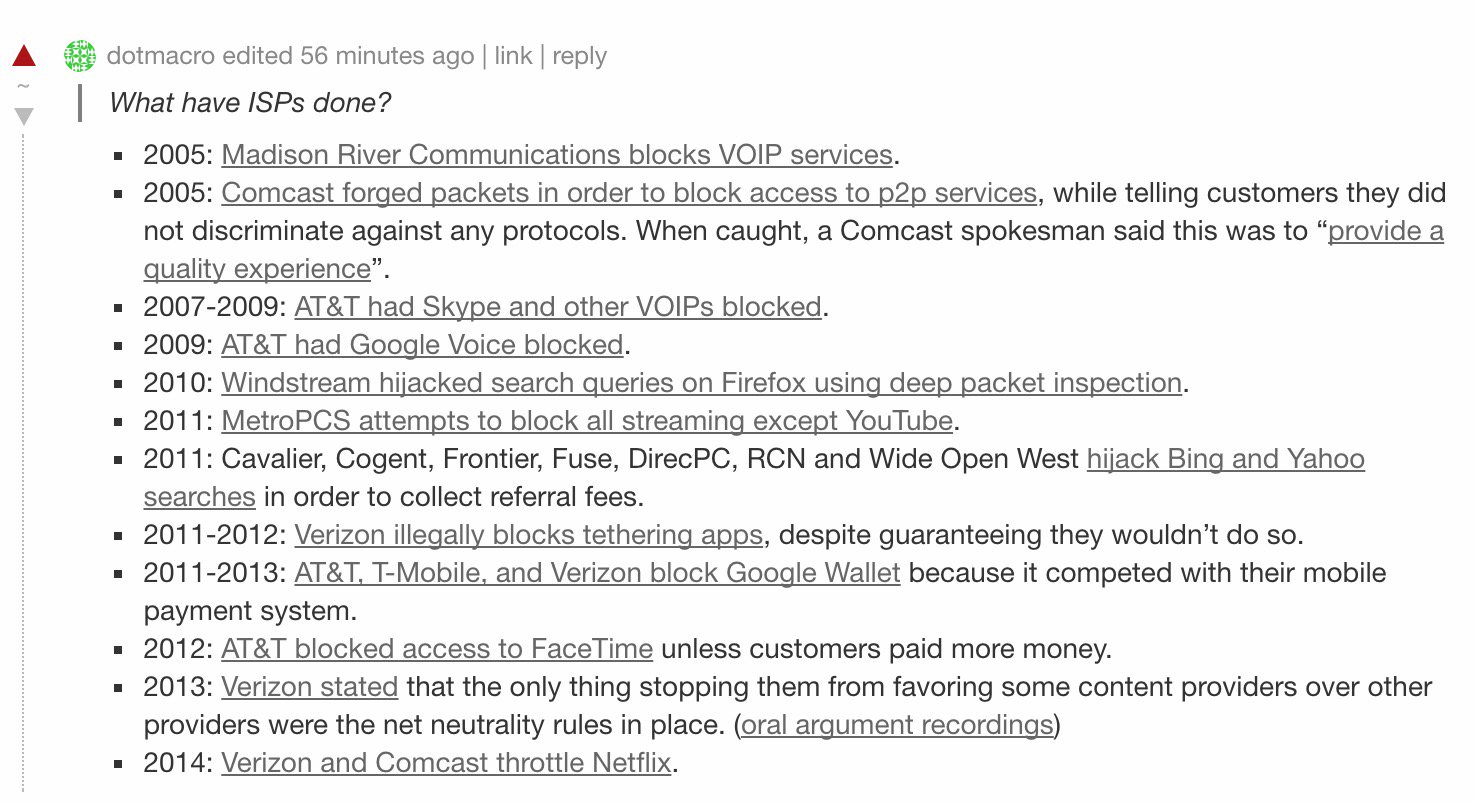 dotmacro edited 56 minutes ago | link | reply
~
What have ISPs done?
▪ 2005: Madison River Communications blocks VOIP services.
▪ 2005: Comcast forged packets in order to block access to p2p services, while telling customers they did
not discriminate against any protocols. When caught, a Comcast spokesman said this was to “provide a
quality experience”.
▪ 2007-2009: AT&T had Skype and other VOIPs blocked.
▪ 2009: AT&T had Google Voice blocked.
▪ 2010: Windstream hijacked search queries on Firefox using deep packet inspection.
▪ 2011: MetroPCS attempts to block all streaming except YouTube.
▪ 2011: Cavalier, Cogent, Frontier, Fuse, DirecPC, RCN and Wide Open West hijack Bing and Yahoo
searches in order to collect referral fees.
▪ 2011-2012: Verizon illegally blocks tethering apps, despite guaranteeing they wouldn’t do so.
▪ 2011-2013: AT&T, T-Mobile, and Verizon block Google Wallet because it competed with their mobile
payment system.
▪ 2012: AT&T blocked access to FaceTime unless customers paid more money.
▪ 2013: Verizon stated that the only thing stopping them from favoring some content providers over other
providers were the net neutrality rules in place. (oral argument recordings)
▪ 2014: Verizon and Comcast throttle Netflix.